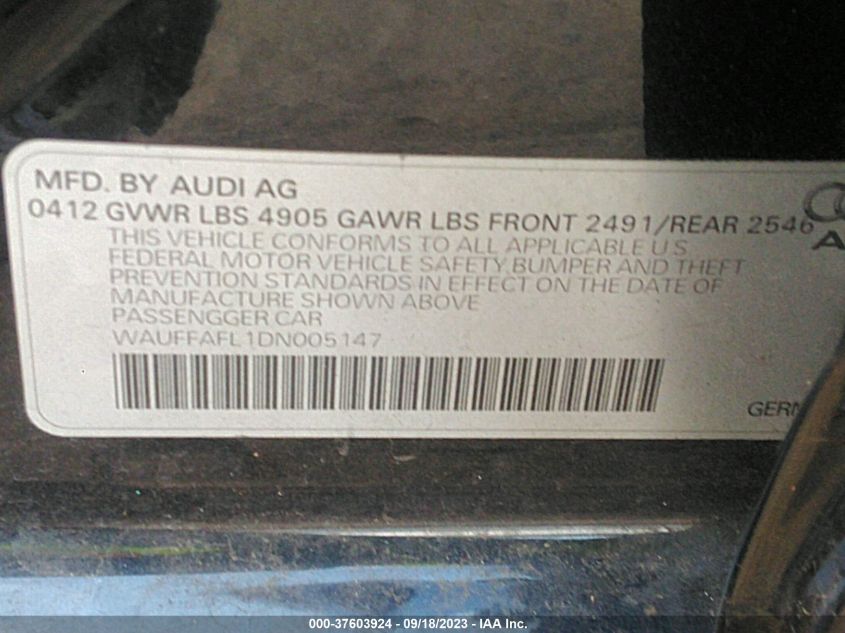 MFD. BY AUDI AG
0412 GVWR LBS 4905 GAWR LBS FRONT 2491/REAR 2546
THIS VEHICLE CONFORMS TO ALL APPLICABLE U S
FEDERAL MOTOR VEHICLE SAFETY BUMPER AND THEFT
PREVENTION STANDARDS IN EFFECT ON THE DATE OF
MANUFACTURE SHOWN ABOVE
PASSENGGER CAR
WAUFFAFL1DN005147
000-37603924 - 09/18/2023 - IAA Inc.